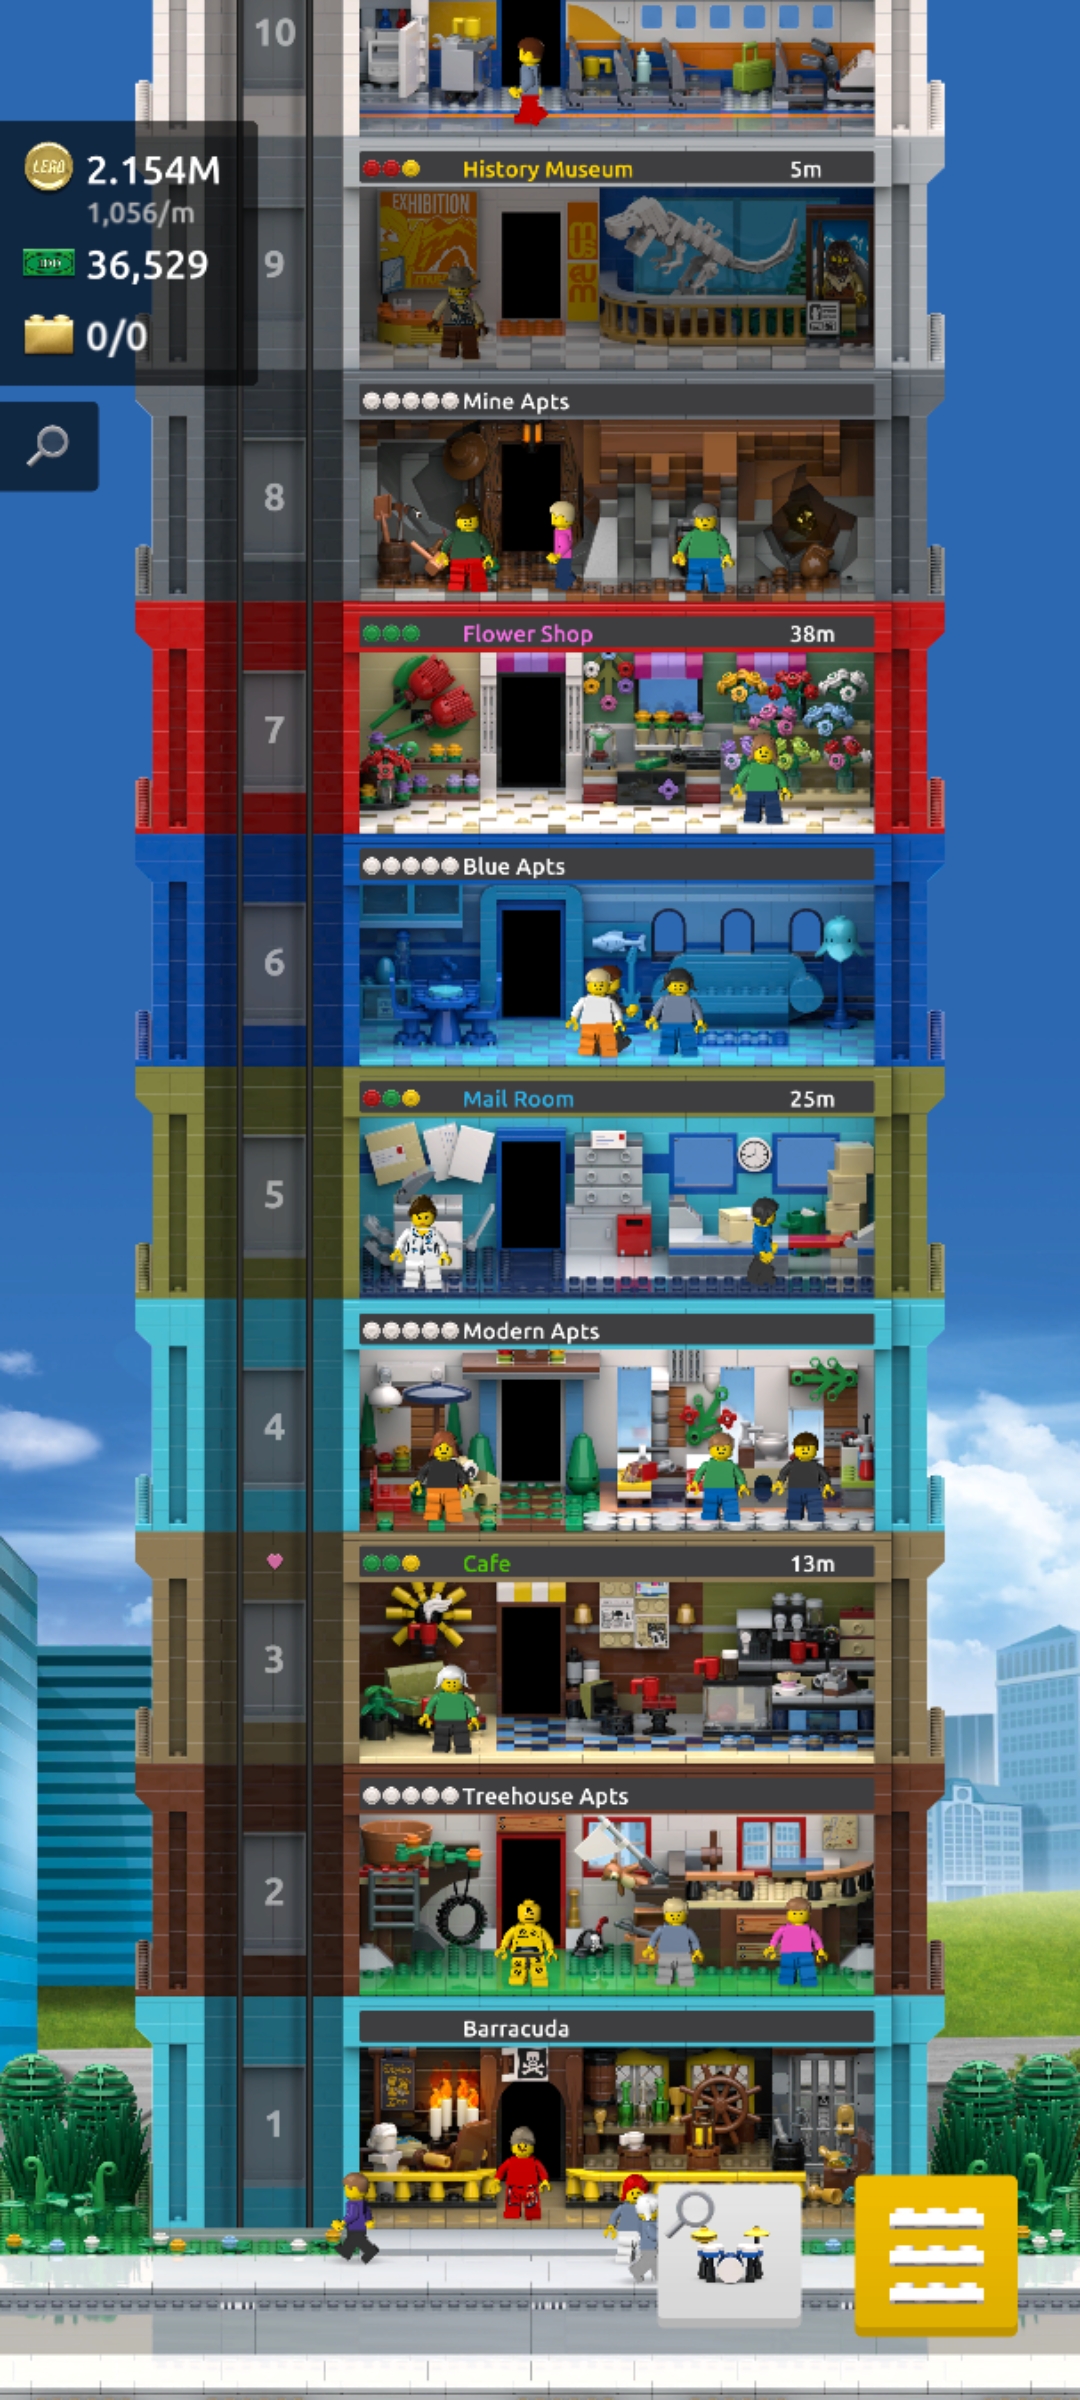 10
LEGO
2.154M
1,056/m
36,529
0/0
History Museum 5m
EXHIBITION
mus
eum
9
Mine Apts
8
Flower Shop 38m
7
Blue Apts
6
Mail Room 25m
5
Modern Apts
4
Cafe 13m
3
Treehouse Apts
2
Barracuda
1